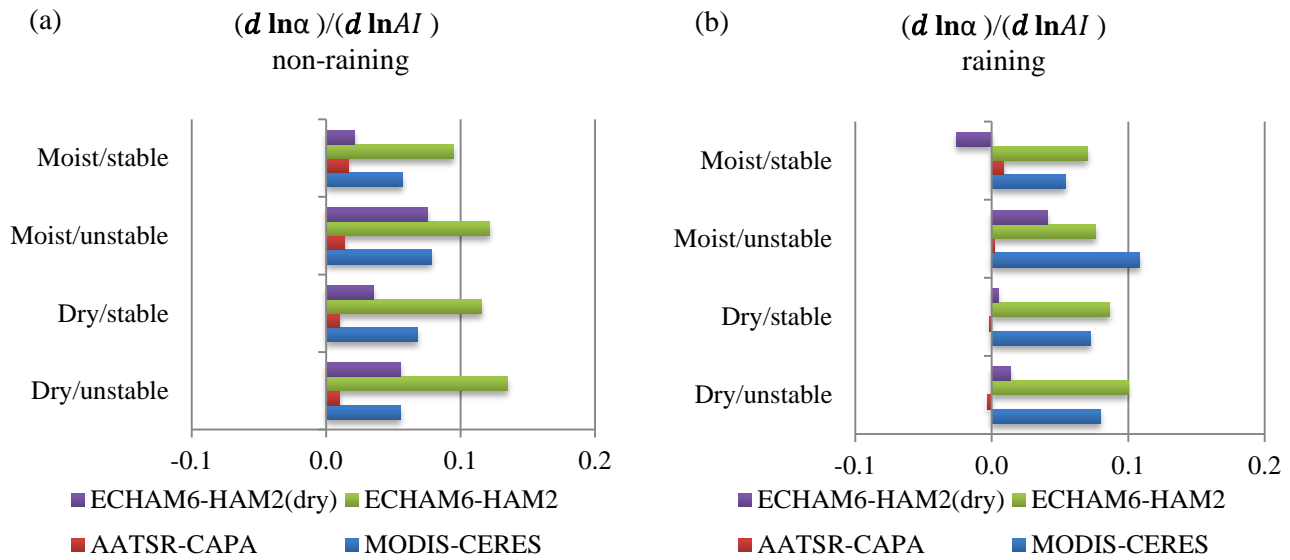 (a)
(d lnα)/(d lnAI )
non-raining
Moist/stable
Moist/unstable
Dry/stable
Dry/unstable
-0.1 0.0 0.1 0.2
ECHAM6-HAM2(dry) ECHAM6-HAM2
AATSR-CAPA MODIS-CERES
(b)
(d lnα)/(d lnAI )
raining
Moist/stable
Moist/unstable
Dry/stable
Dry/unstable
-0.1 0.0 0.1 0.2
ECHAM6-HAM2(dry) ECHAM6-HAM2
AATSR-CAPA MODIS-CERES